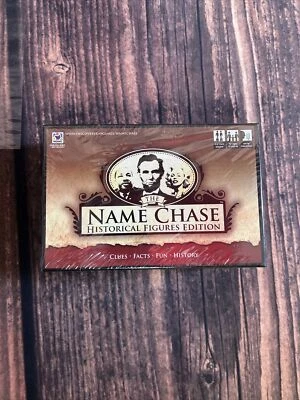 THE
NAME CHASE
HISTORICAL FIGURES EDITION
CLUES • FACTS • FUN • HISTORY